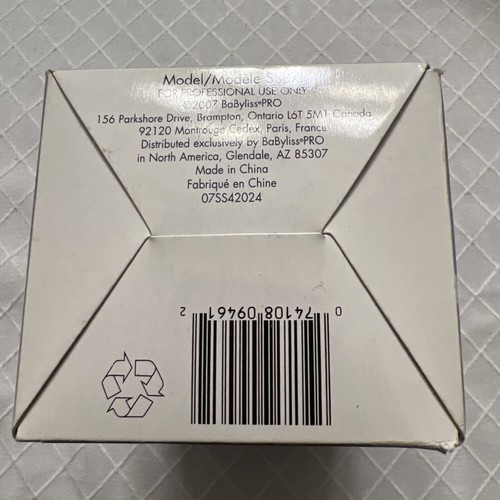 Model/Modèle
FOR PROFESSIONAL USE ONLY
©2007 BaBylissPRO
156 Parkshore Drive, Brampton, Ontario L6T 5M1 Canada
92120 Montrouge Cedex, Paris, France
Distributed exclusively by BaBylissPRO
in North America, Glendale, AZ 85307
Made in China
Fabriqué en Chine
07SS42024
0 74108 09461 2